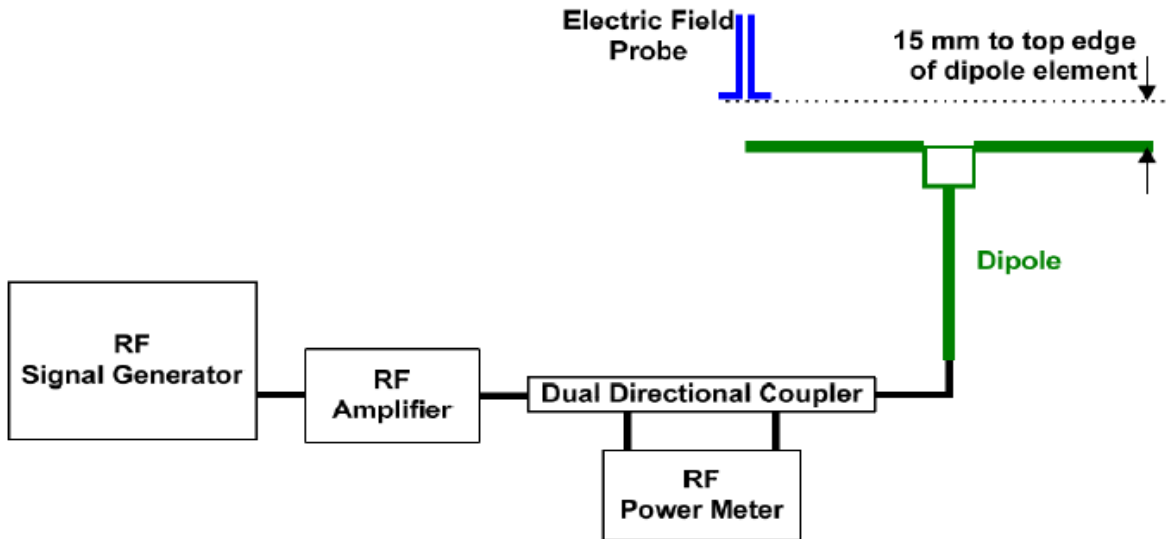 Electric Field
Probe
15 mm to top edge
of dipole element
Dipole
RF
Signal Generator
RF
Amplifier
Dual Directional Coupler
RF
Power Meter